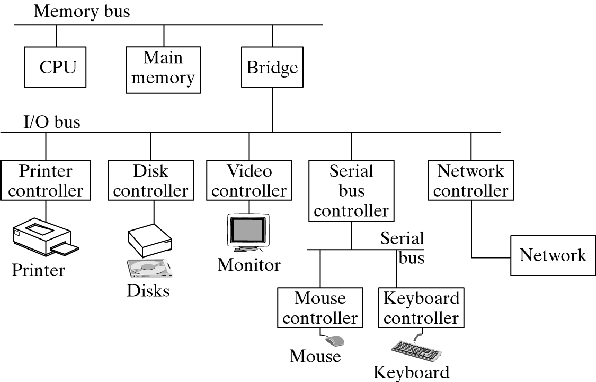 Memory bus
CPU
Main
memory
Bridge
I/O bus
Printer
controller
Disk
controller
Video
controller
Serial
bus
controller
Network
controller
Printer
Disks
Monitor
Serial
bus
Network
Mouse
controller
Keyboard
controller
Mouse
Keyboard